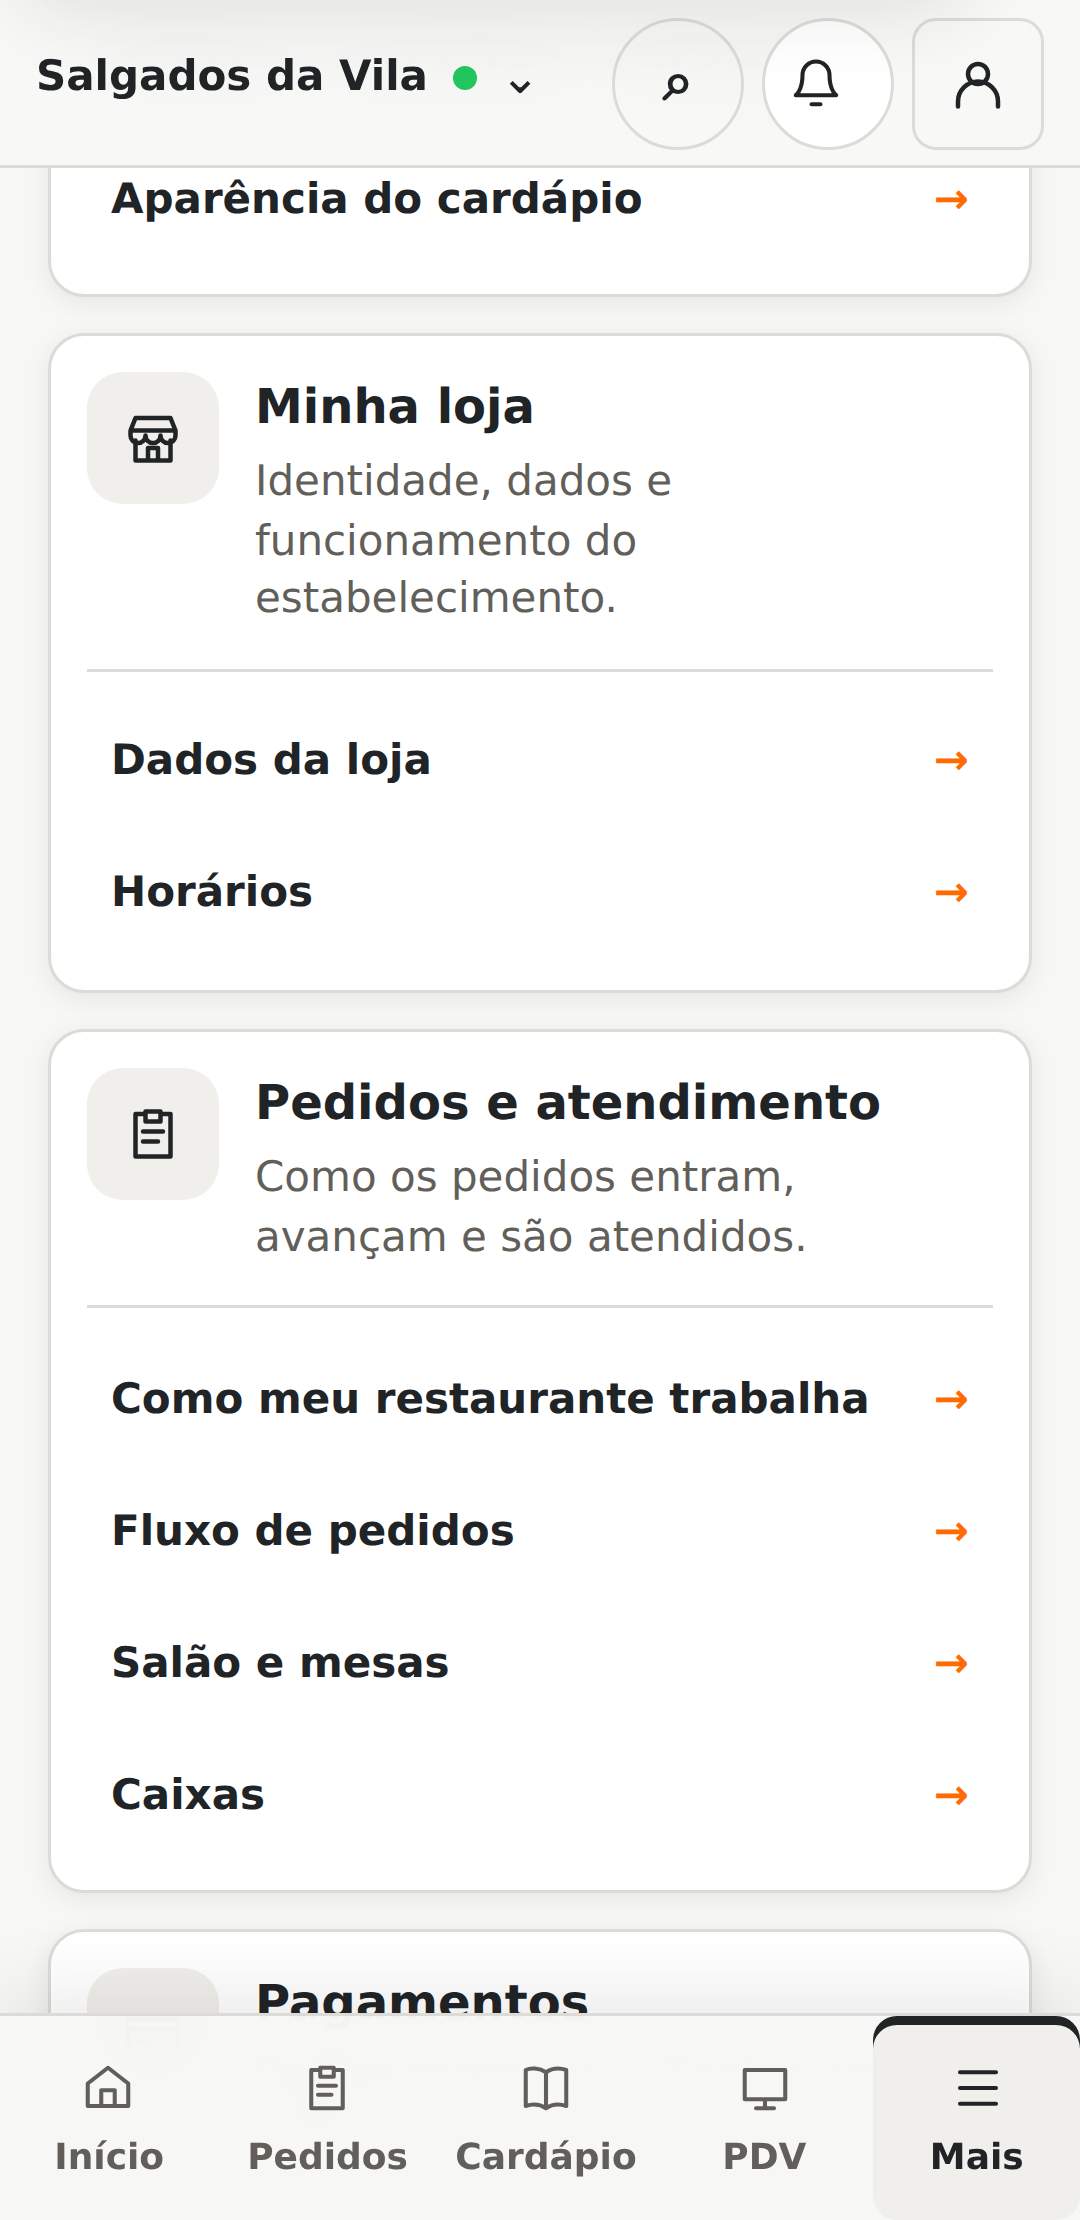 Salgados da Vila
Aparência do cardápio →
Minha loja
Identidade, dados e
funcionamento do
estabelecimento.
Dados da loja →
Horários →
Pedidos e atendimento
Como os pedidos entram,
avançam e são atendidos.
Como meu restaurante trabalha →
Fluxo de pedidos →
Salão e mesas →
Caixas →
Pagamentos
Início Pedidos Cardápio PDV Mais